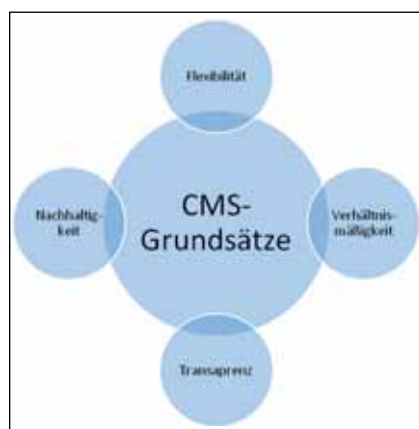 Flexibilität
Nachhaltig-
keit
CMS-
Grundsätze
Verhältnis-
mäßigkeit
Transaprenz